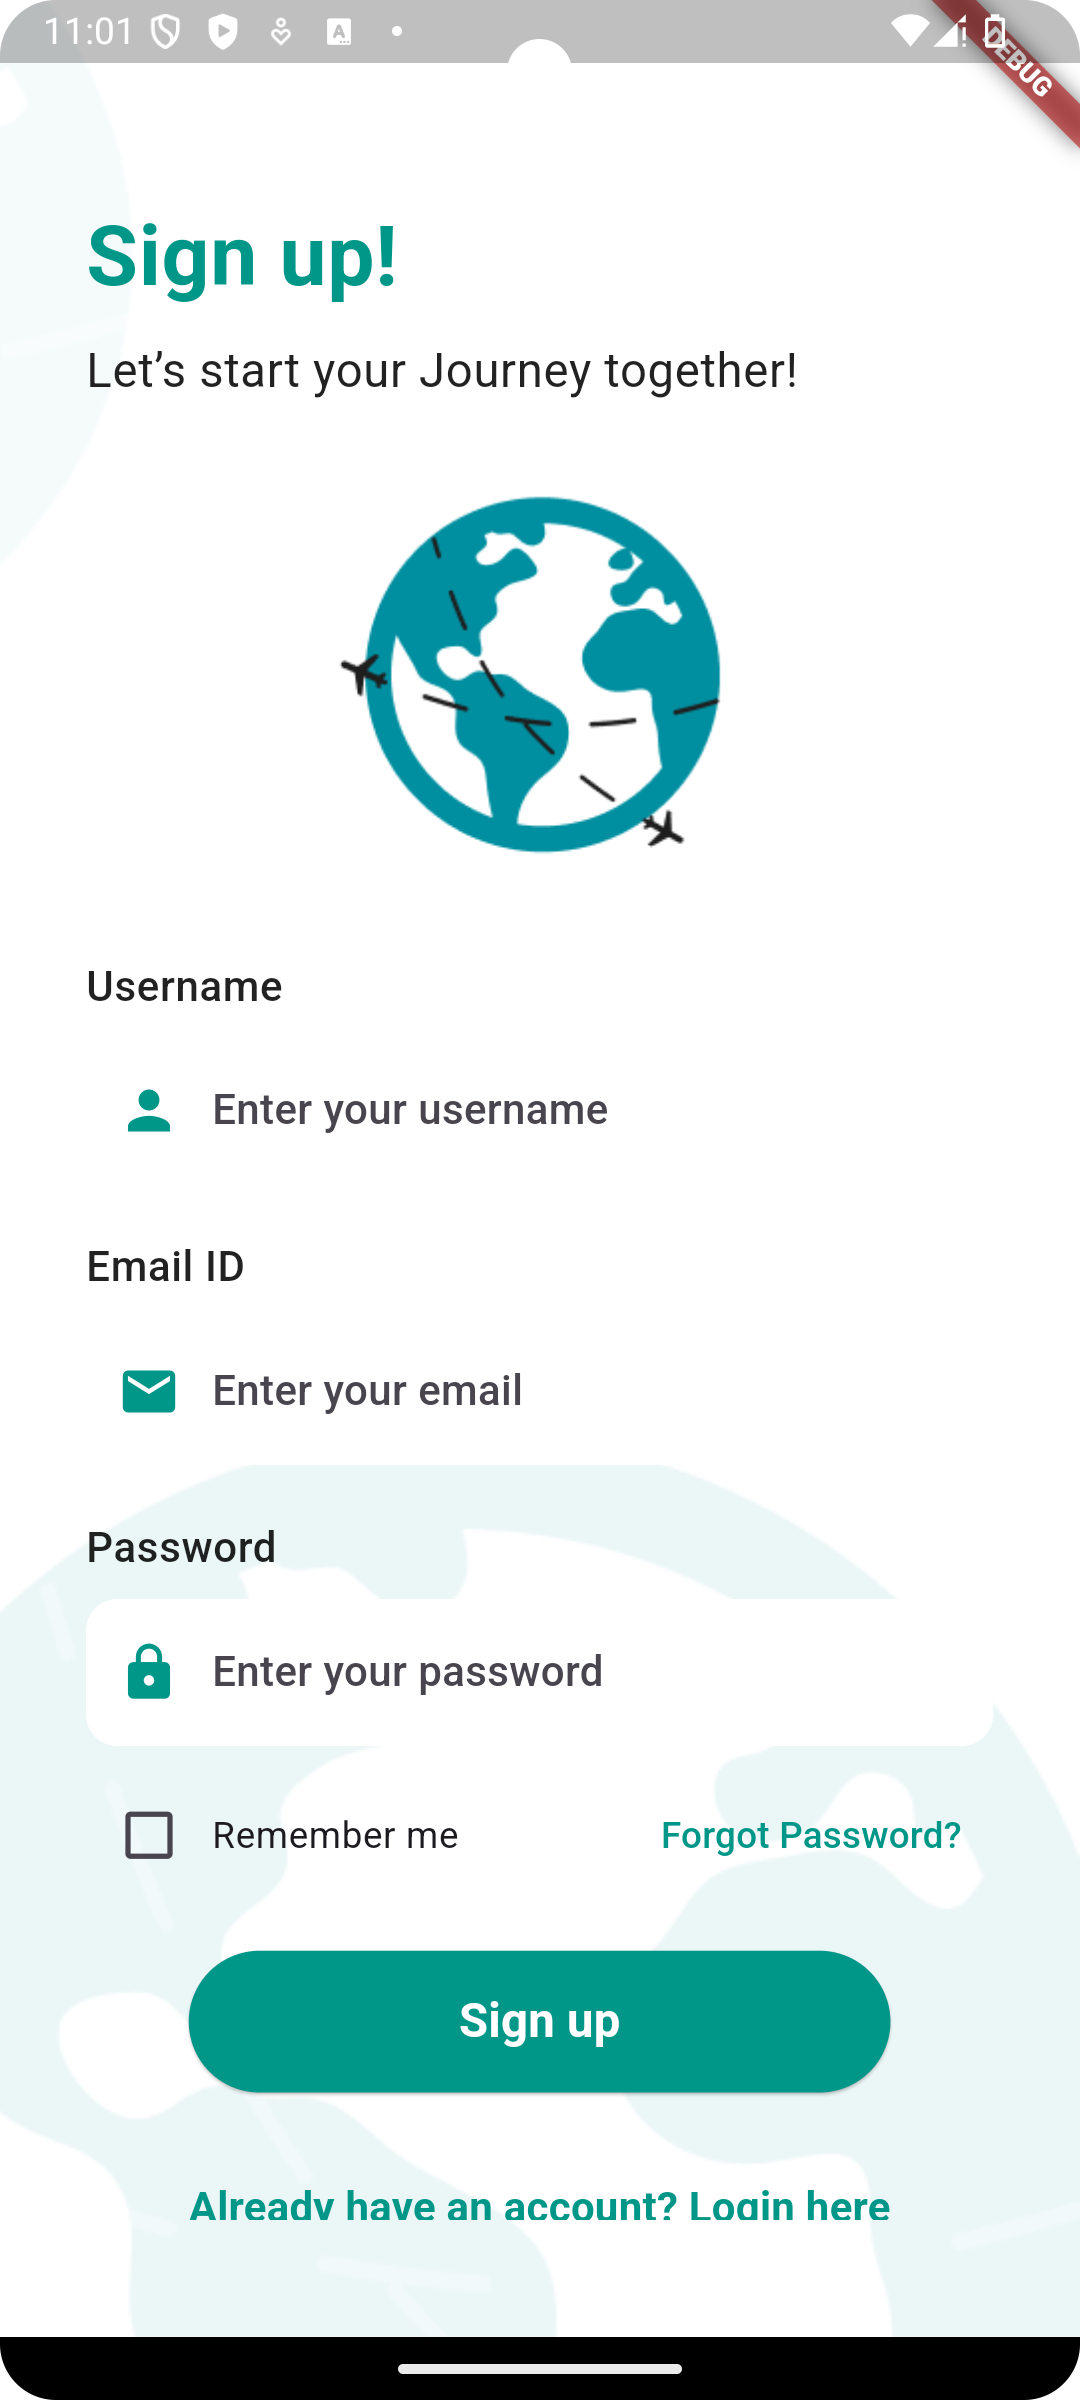 11:01
DEBUG
Sign up!
Let’s start your Journey together!
Username
Enter your username
Email ID
Enter your email
Password
Enter your password
Remember me
Forgot Password?
Sign up
Already have an account? Login here